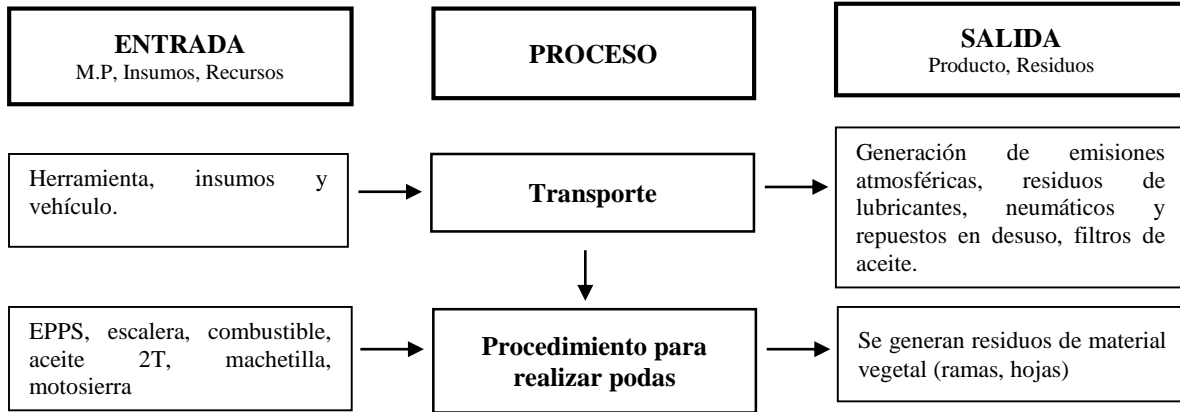 ENTRADA
M.P, Insumos, Recursos
PROCESO
SALIDA
Producto, Residuos
Herramienta, insumos y
vehículo.
Transporte
Generación de emisiones
atmosféricas, residuos de
lubricantes, neumáticos y
repuestos en desuso, filtros de
aceite.
EPPS, escalera, combustible,
aceite 2T, machetilla,
motosierra
Procedimiento para
realizar podas
Se generan residuos de material
vegetal (ramas, hojas)